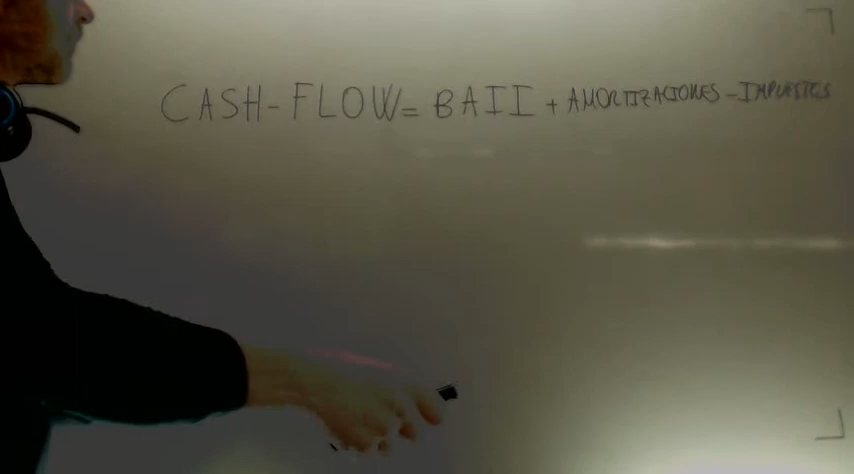 CASH-FLOW= BAII + AMORTIZACIONES - IMPUESTOS